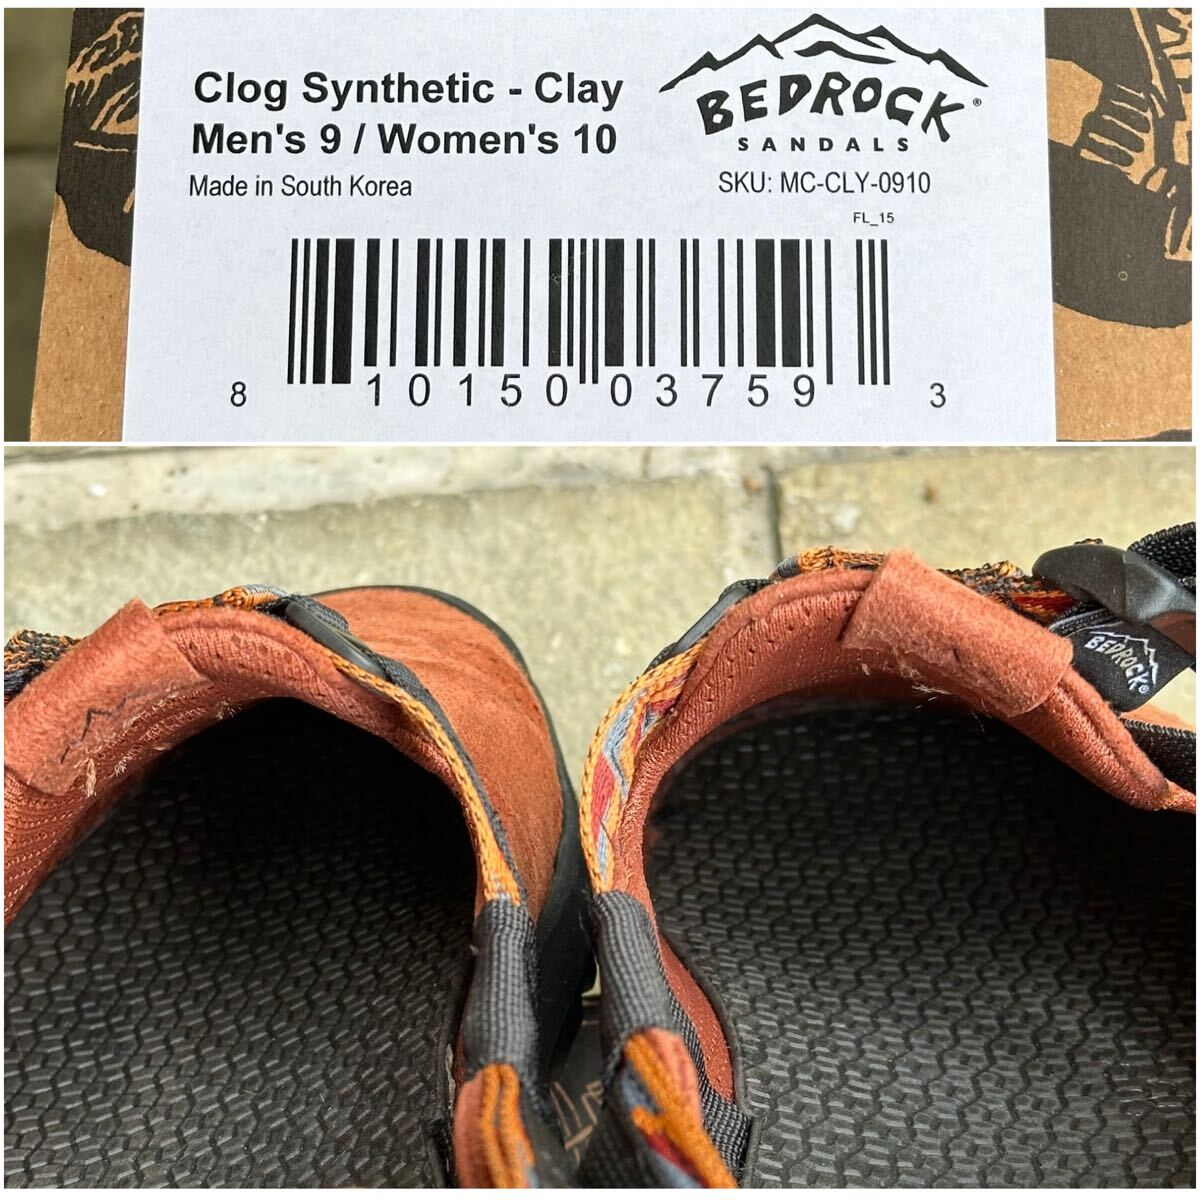 Clog Synthetic - Clay
Men's 9 / Women's 10
Made in South Korea
BEDROCK®
SANDALS
SKU: MC-CLY-0910
FL_15
8 10150 03759 3
BEDROCK®